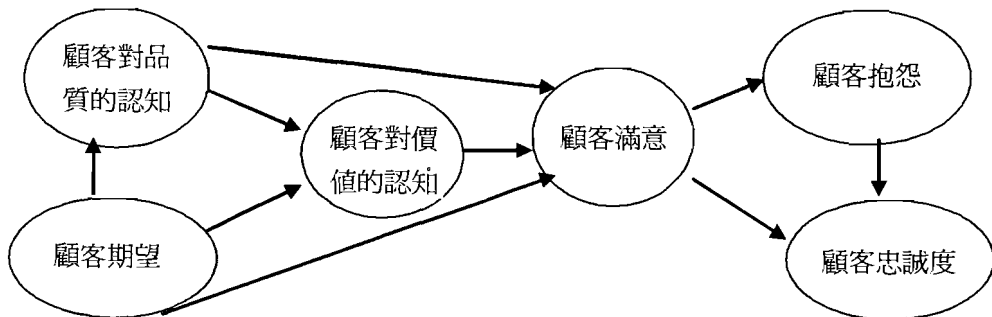 顧客對品
質的認知
顧客對價
值的認知
顧客期望
顧客滿意
顧客抱怨
顧客忠誠度